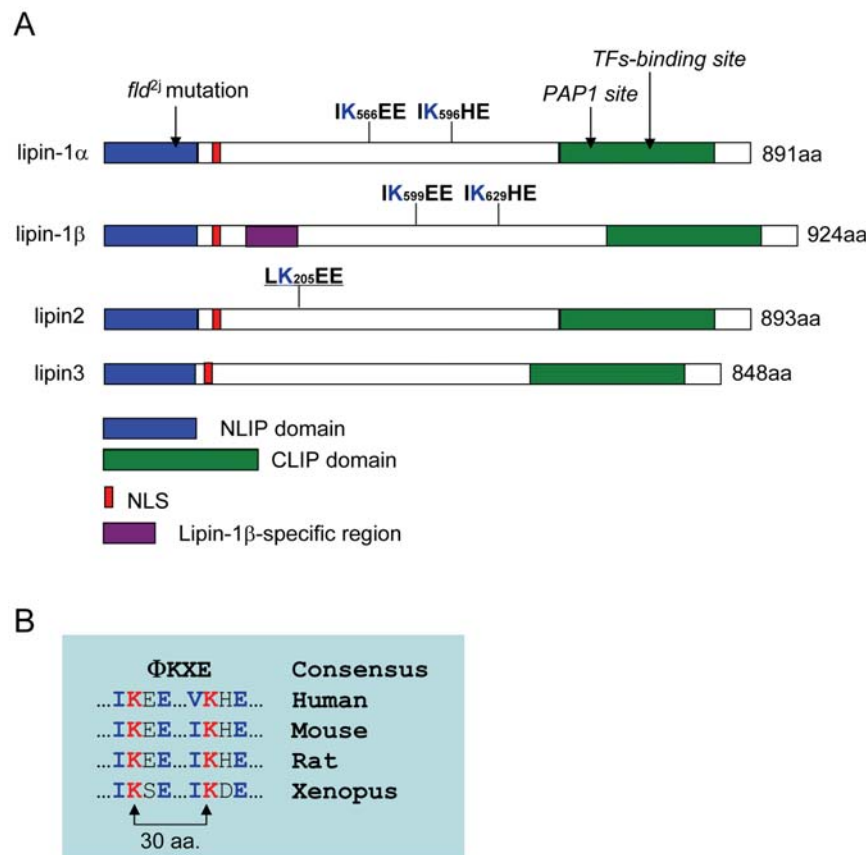 A
TFs-binding site
fld²ʲ mutation
PAP1 site
IK₅₆₆EE IK₅₉₆HE
lipin-1α 891aa
IK₅₉₉EE IK₆₂₉HE
lipin-1β 924aa
LK₂₀₅EE
lipin2 893aa
lipin3 848aa
NLIP domain
CLIP domain
NLS
Lipin-1β-specific region
B
ΦKXE Consensus
...IKEE...VKHE... Human
...IKEE...IKHE... Mouse
...IKEE...IKHE... Rat
...IKSE...IKDE... Xenopus
30 aa.